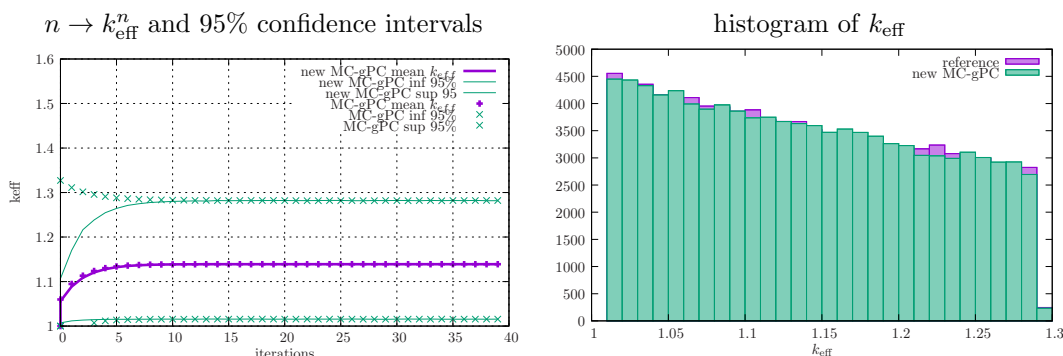 n → k^n_eff and 95% confidence intervals
1.6
1.5
1.4
1.3
1.2
1.1
1
keff
0 5 10 15 20 25 30 35 40
iterations
new MC-gPC mean k_eff
new MC-gPC inf 95%
new MC-gPC sup 95
MC-gPC mean k_eff
MC-gPC inf 95%
MC-gPC sup 95%
histogram of k_eff
5000
4500
4000
3500
3000
2500
2000
1500
1000
500
0
1 1.05 1.1 1.15 1.2 1.25 1.3
k_eff
reference
new MC-gPC